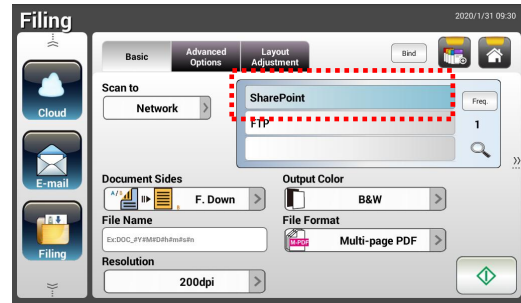 Filing
2020/1/31 09:30
Basic
Advanced
Options
Layout
Adjustment
Bind
Cloud
E-mail
Filing
Scan to
Network
SharePoint
FTP
Freq.
1
Document Sides
F. Down
Output Color
B&W
File Name
Ex:DOC_#Y#M#D#h#m#s#n
File Format
M-PDF
Multi-page PDF
Resolution
200dpi